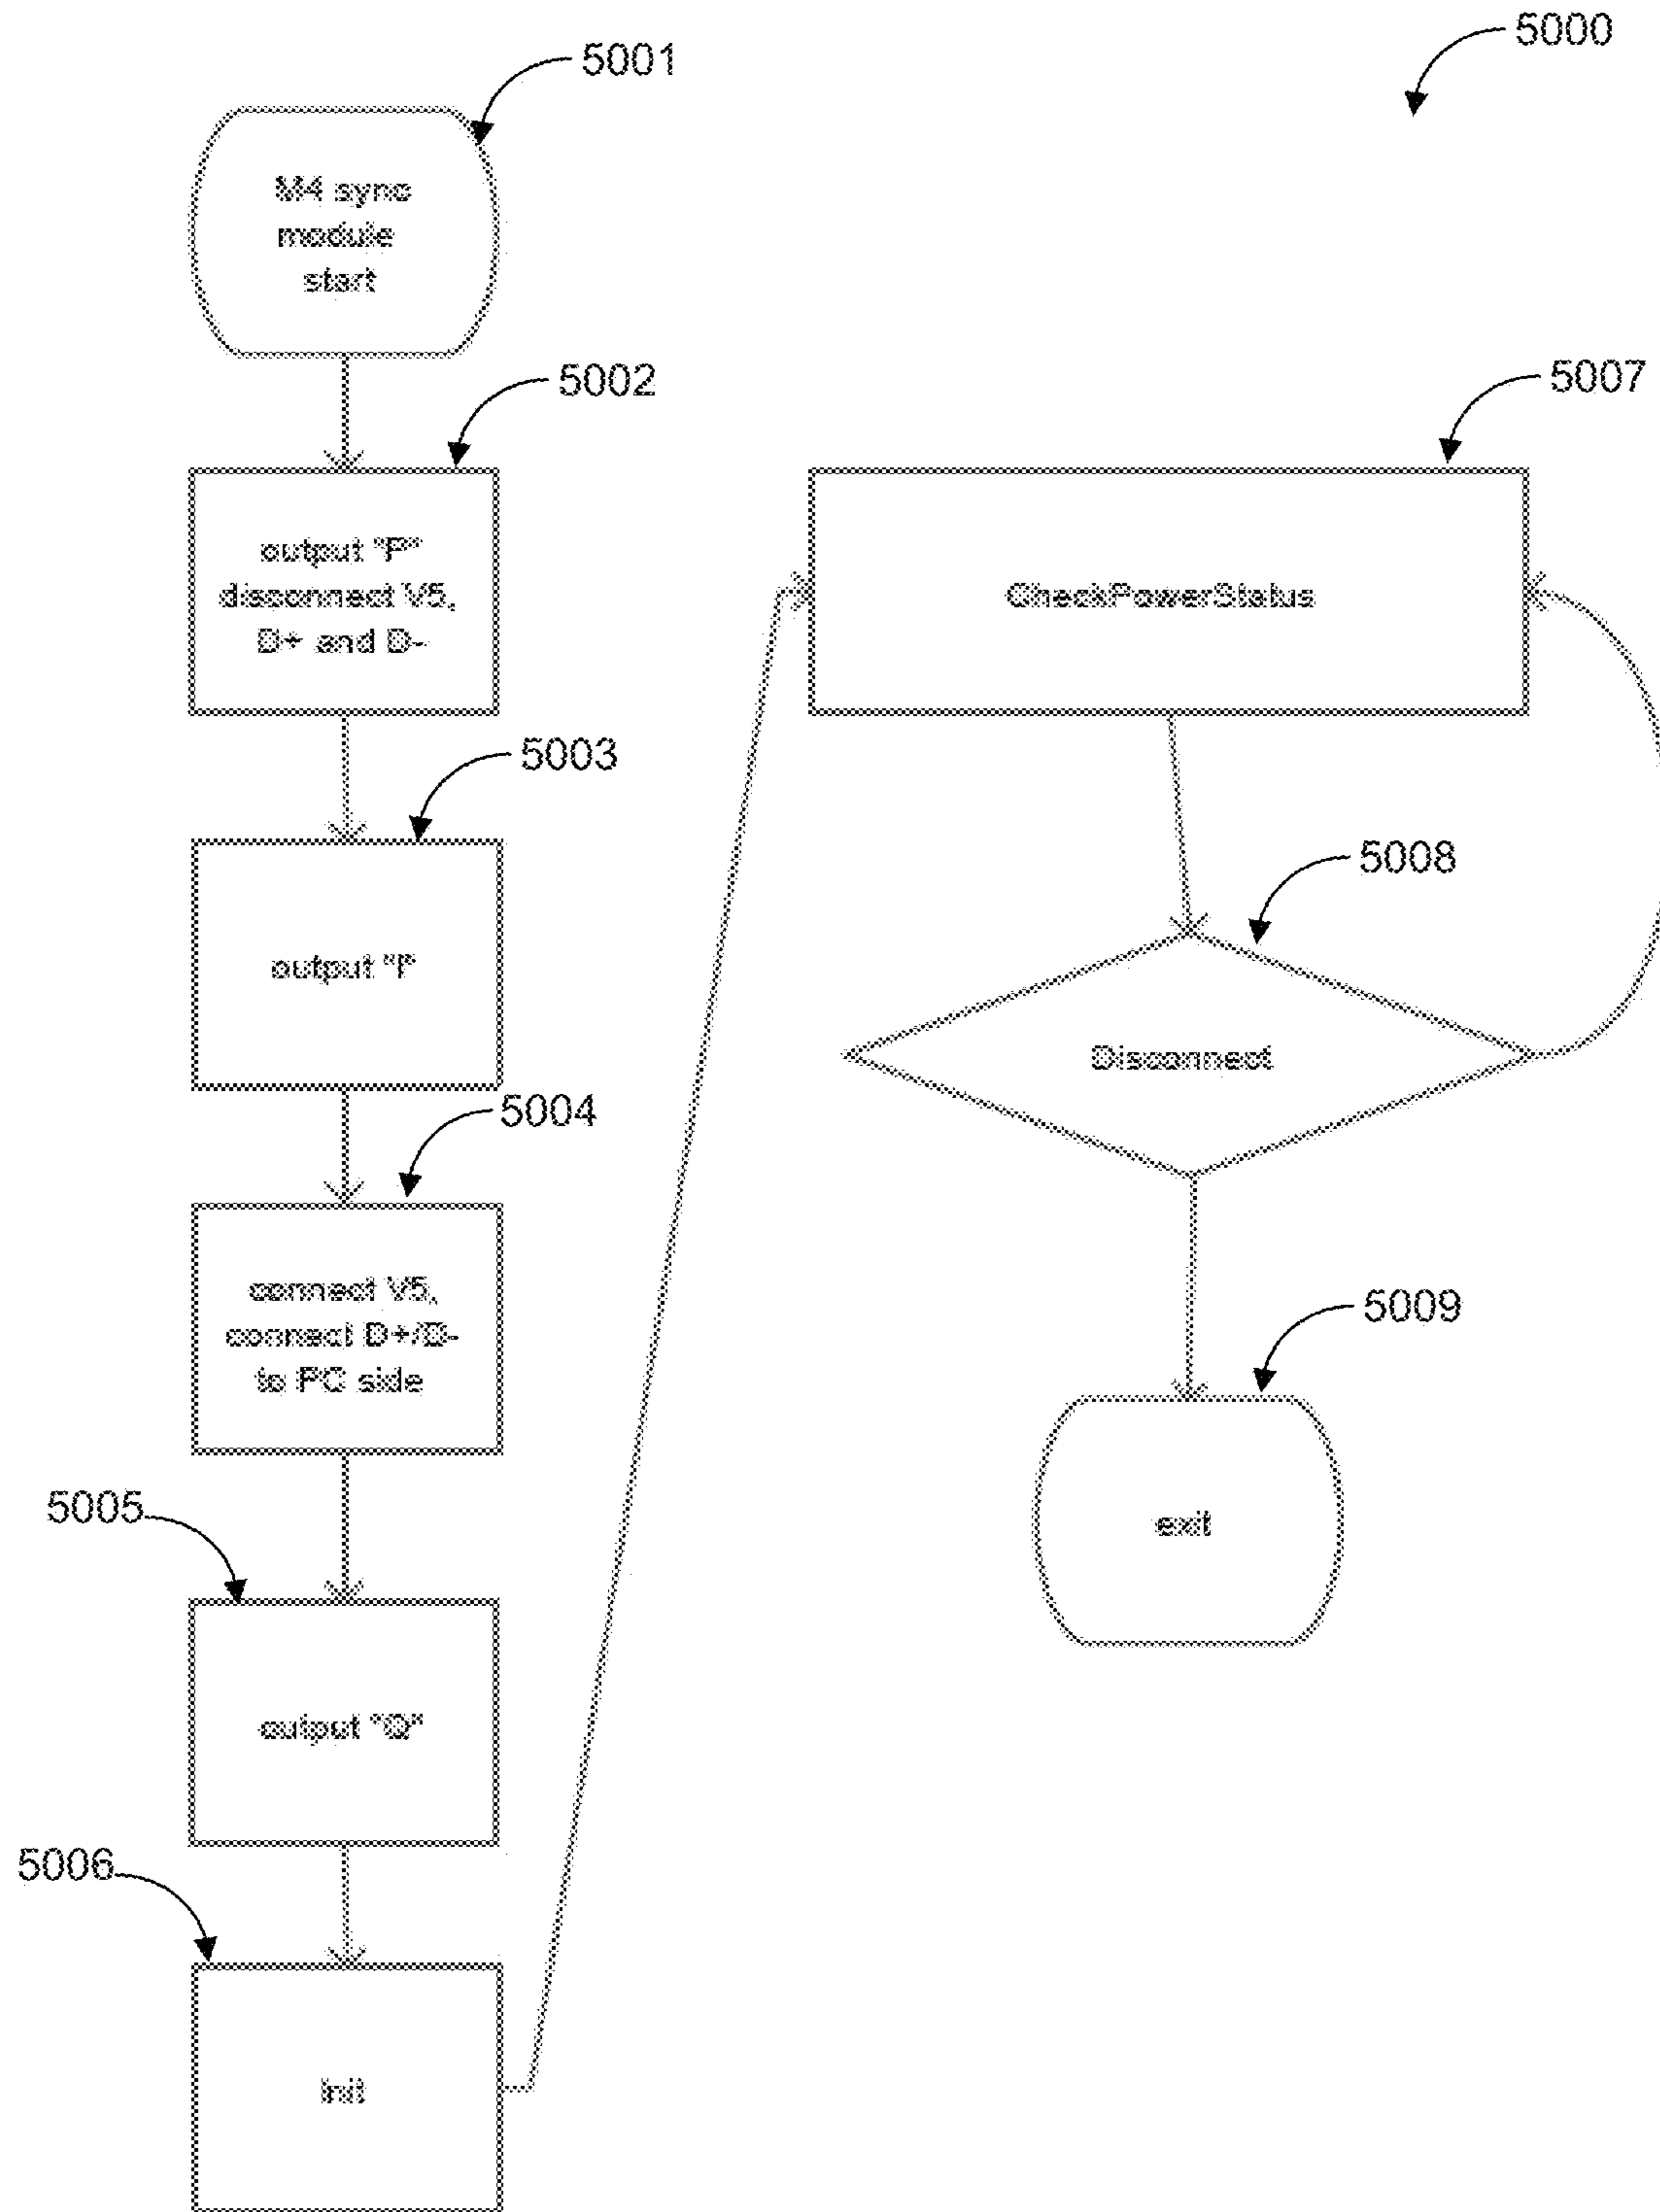 5000
5001
M4 sync
module
start
5002
output "P"
disconnect V5,
D+ and D-
5003
output "I"
5004
connect V5,
connect D+/D-
to PC side
5005
output "Q"
5006
Init
5007
CheckPowerStatus
5008
Disconnect
5009
exit